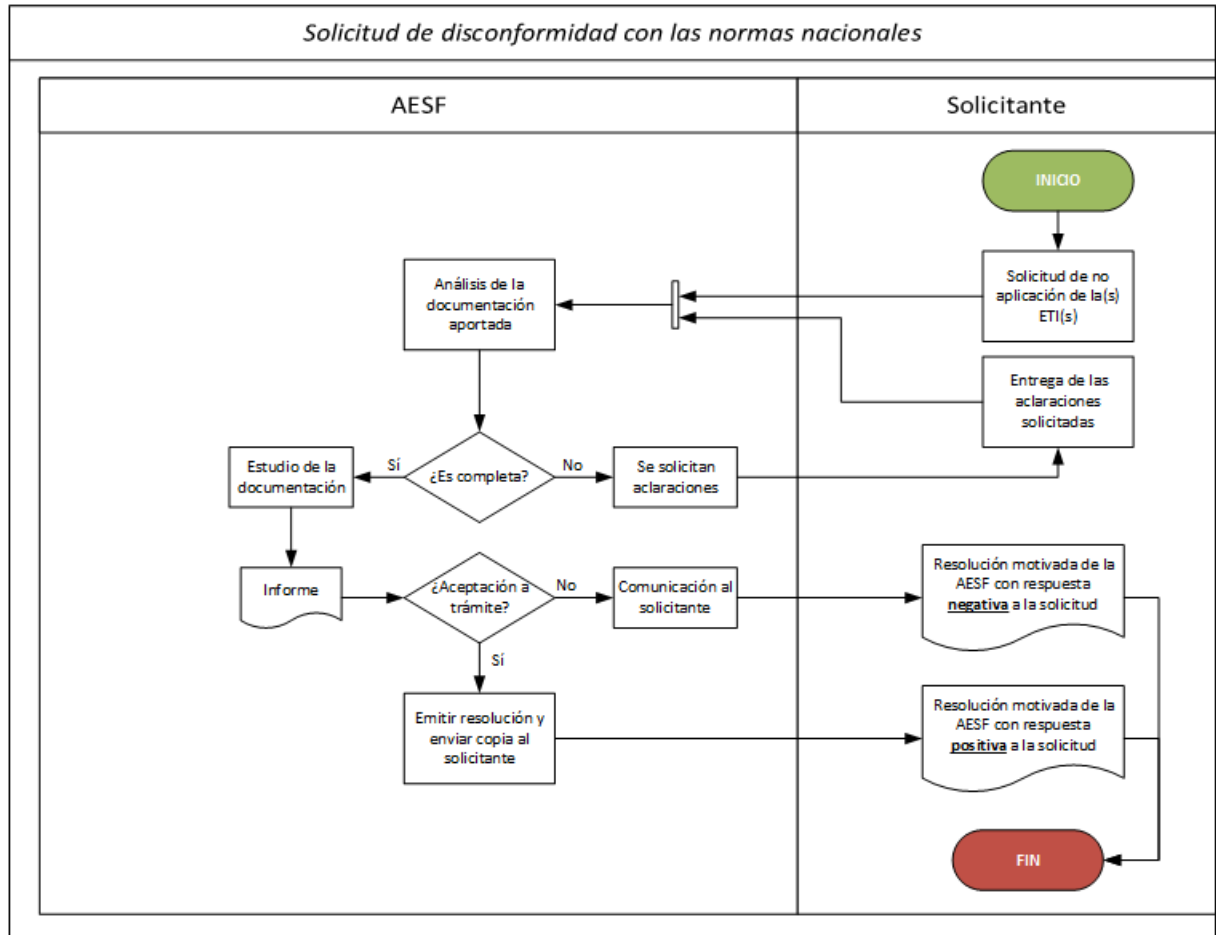 Solicitud de disconformidad con las normas nacionales
AESF
Solicitante
INICIO
Solicitud de no
aplicación de la(s)
ETI(s)
Análisis de la
documentación
aportada
Entrega de las
aclaraciones
solicitadas
Estudio de la
documentación
Sí
¿Es completa?
No
Se solicitan
aclaraciones
Informe
¿Aceptación a
trámite?
No
Comunicación al
solicitante
Resolución motivada de la
AESF con respuesta
negativa a la solicitud
Sí
Emitir resolución y
enviar copia al
solicitante
Resolución motivada de la
AESF con respuesta
positiva a la solicitud
FIN